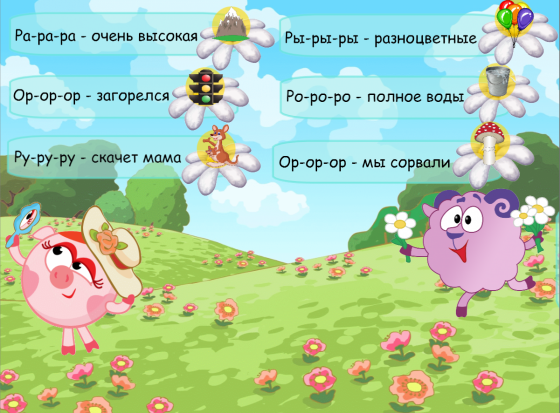 Ра-ра-ра - очень высокая
Ор-ор-ор - загорелся
Ру-ру-ру - скачет мама
Ры-ры-ры - разноцветные
Ро-ро-ро - полное воды
Ор-ор-ор - мы сорвали